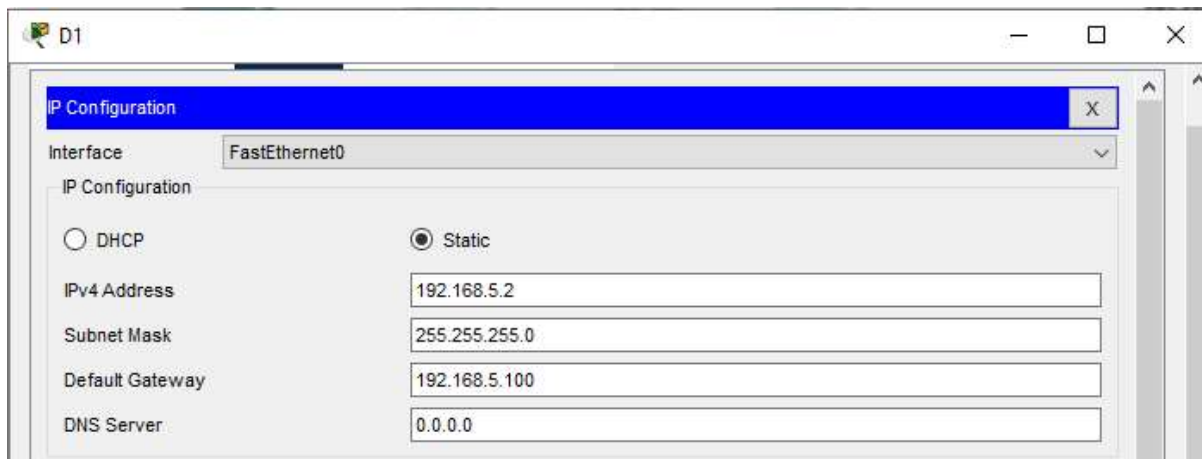 D1
IP Configuration
X
Interface FastEthernet0
IP Configuration
DHCP Static
IPv4 Address 192.168.5.2
Subnet Mask 255.255.255.0
Default Gateway 192.168.5.100
DNS Server 0.0.0.0